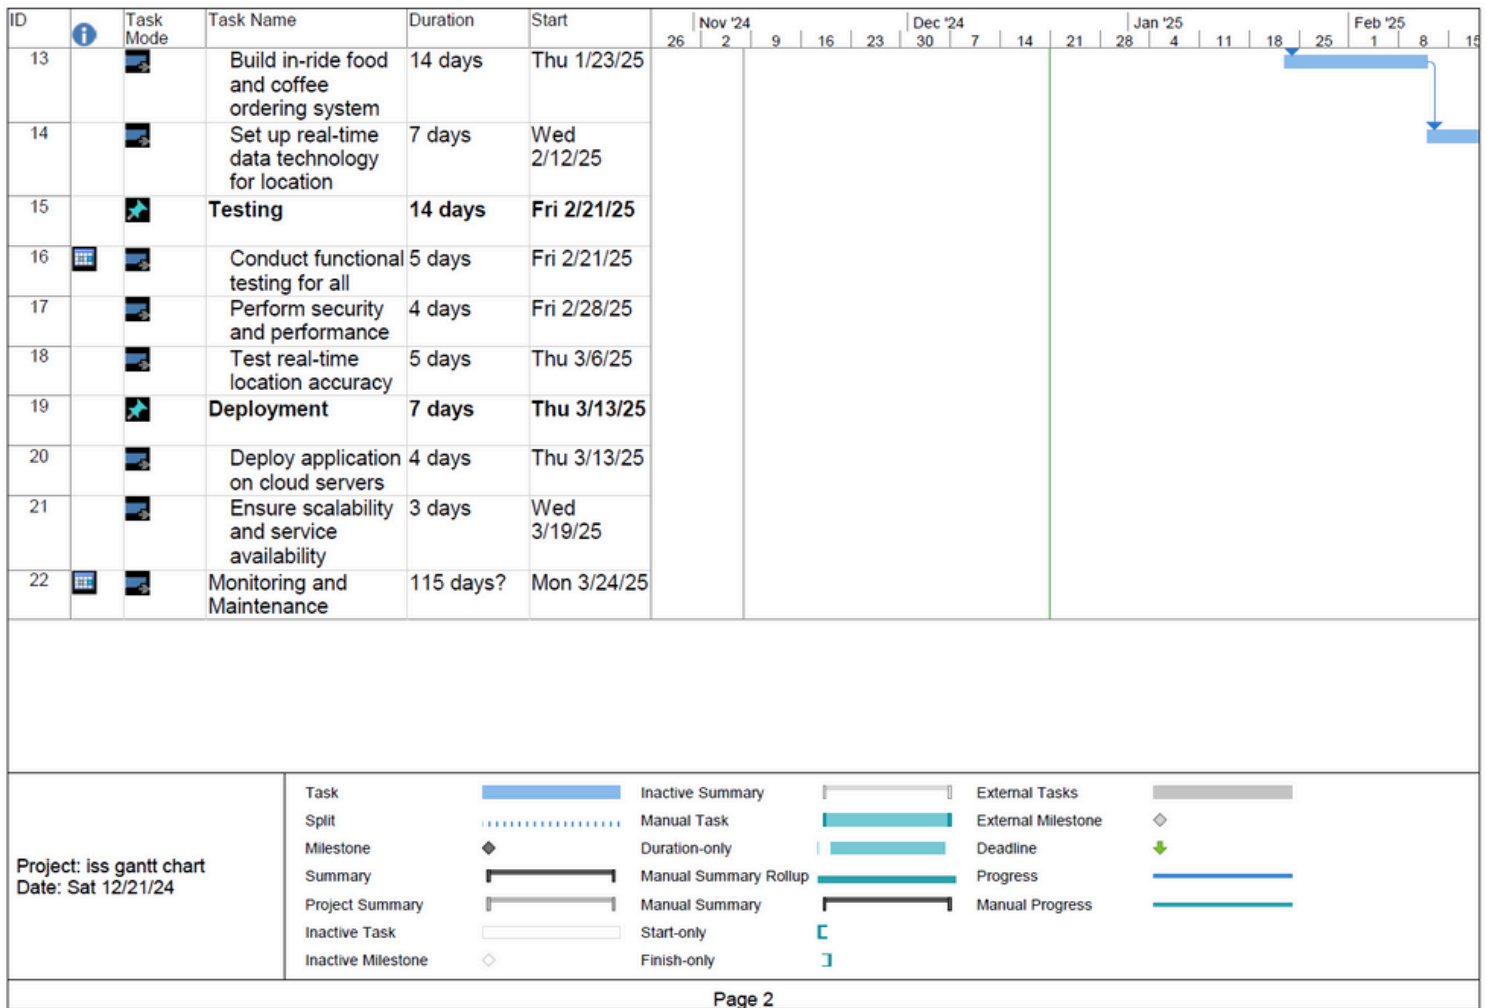 ID Task Mode Task Name Duration Start Nov '24 Dec '24 Jan '25 Feb '25
26 2 9 16 23 30 7 14 21 28 4 11 18 25 1 8 15
13 Build in-ride food 14 days Thu 1/23/25
and coffee
ordering system
14 Set up real-time 7 days Wed
data technology 2/12/25
for location
15 Testing 14 days Fri 2/21/25
16 Conduct functional 5 days Fri 2/21/25
testing for all
17 Perform security 4 days Fri 2/28/25
and performance
18 Test real-time 5 days Thu 3/6/25
location accuracy
19 Deployment 7 days Thu 3/13/25
20 Deploy application 4 days Thu 3/13/25
on cloud servers
21 Ensure scalability 3 days Wed
and service 3/19/25
availability
22 Monitoring and 115 days? Mon 3/24/25
Maintenance
Project: iss gantt chart
Date: Sat 12/21/24
Task
Split
Milestone
Summary
Project Summary
Inactive Task
Inactive Milestone
Inactive Summary
Manual Task
Duration-only
Manual Summary Rollup
Manual Summary
Start-only
Finish-only
External Tasks
External Milestone
Deadline
Progress
Manual Progress
Page 2